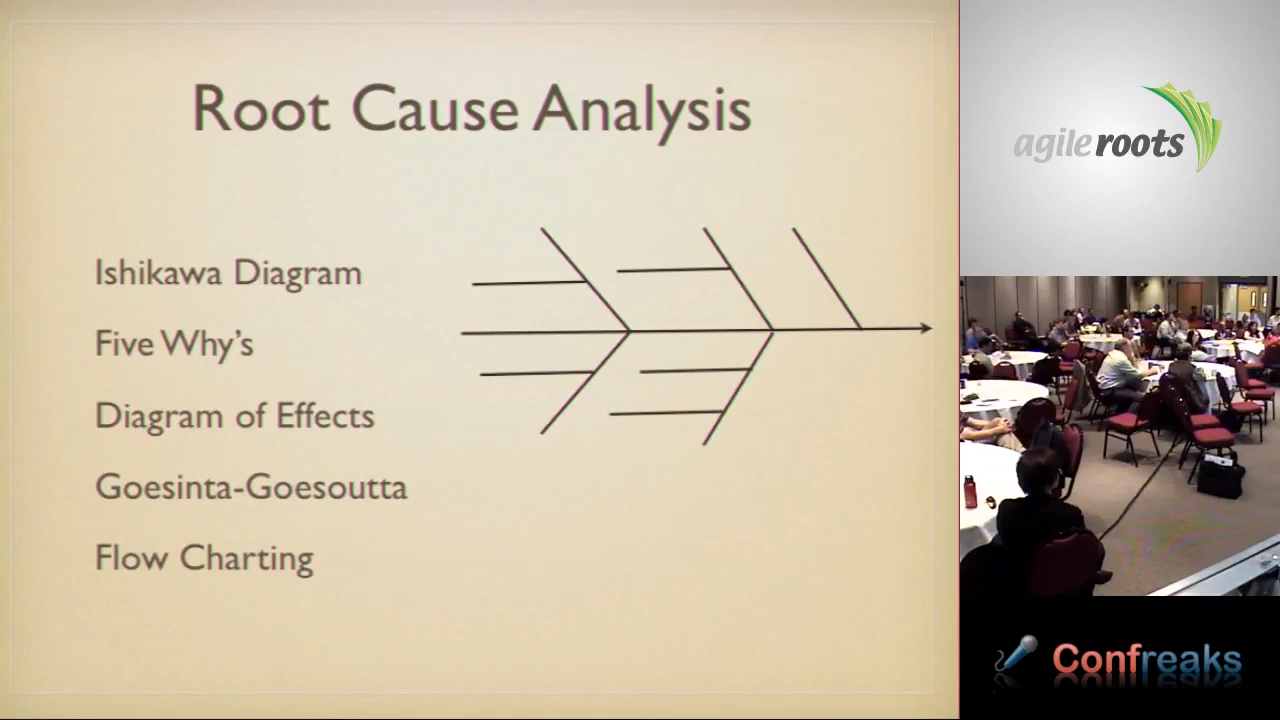 Root Cause Analysis
Ishikawa Diagram
Five Why's
Diagram of Effects
Goesinta-Goesoutta
Flow Charting
agile roots
Confreaks